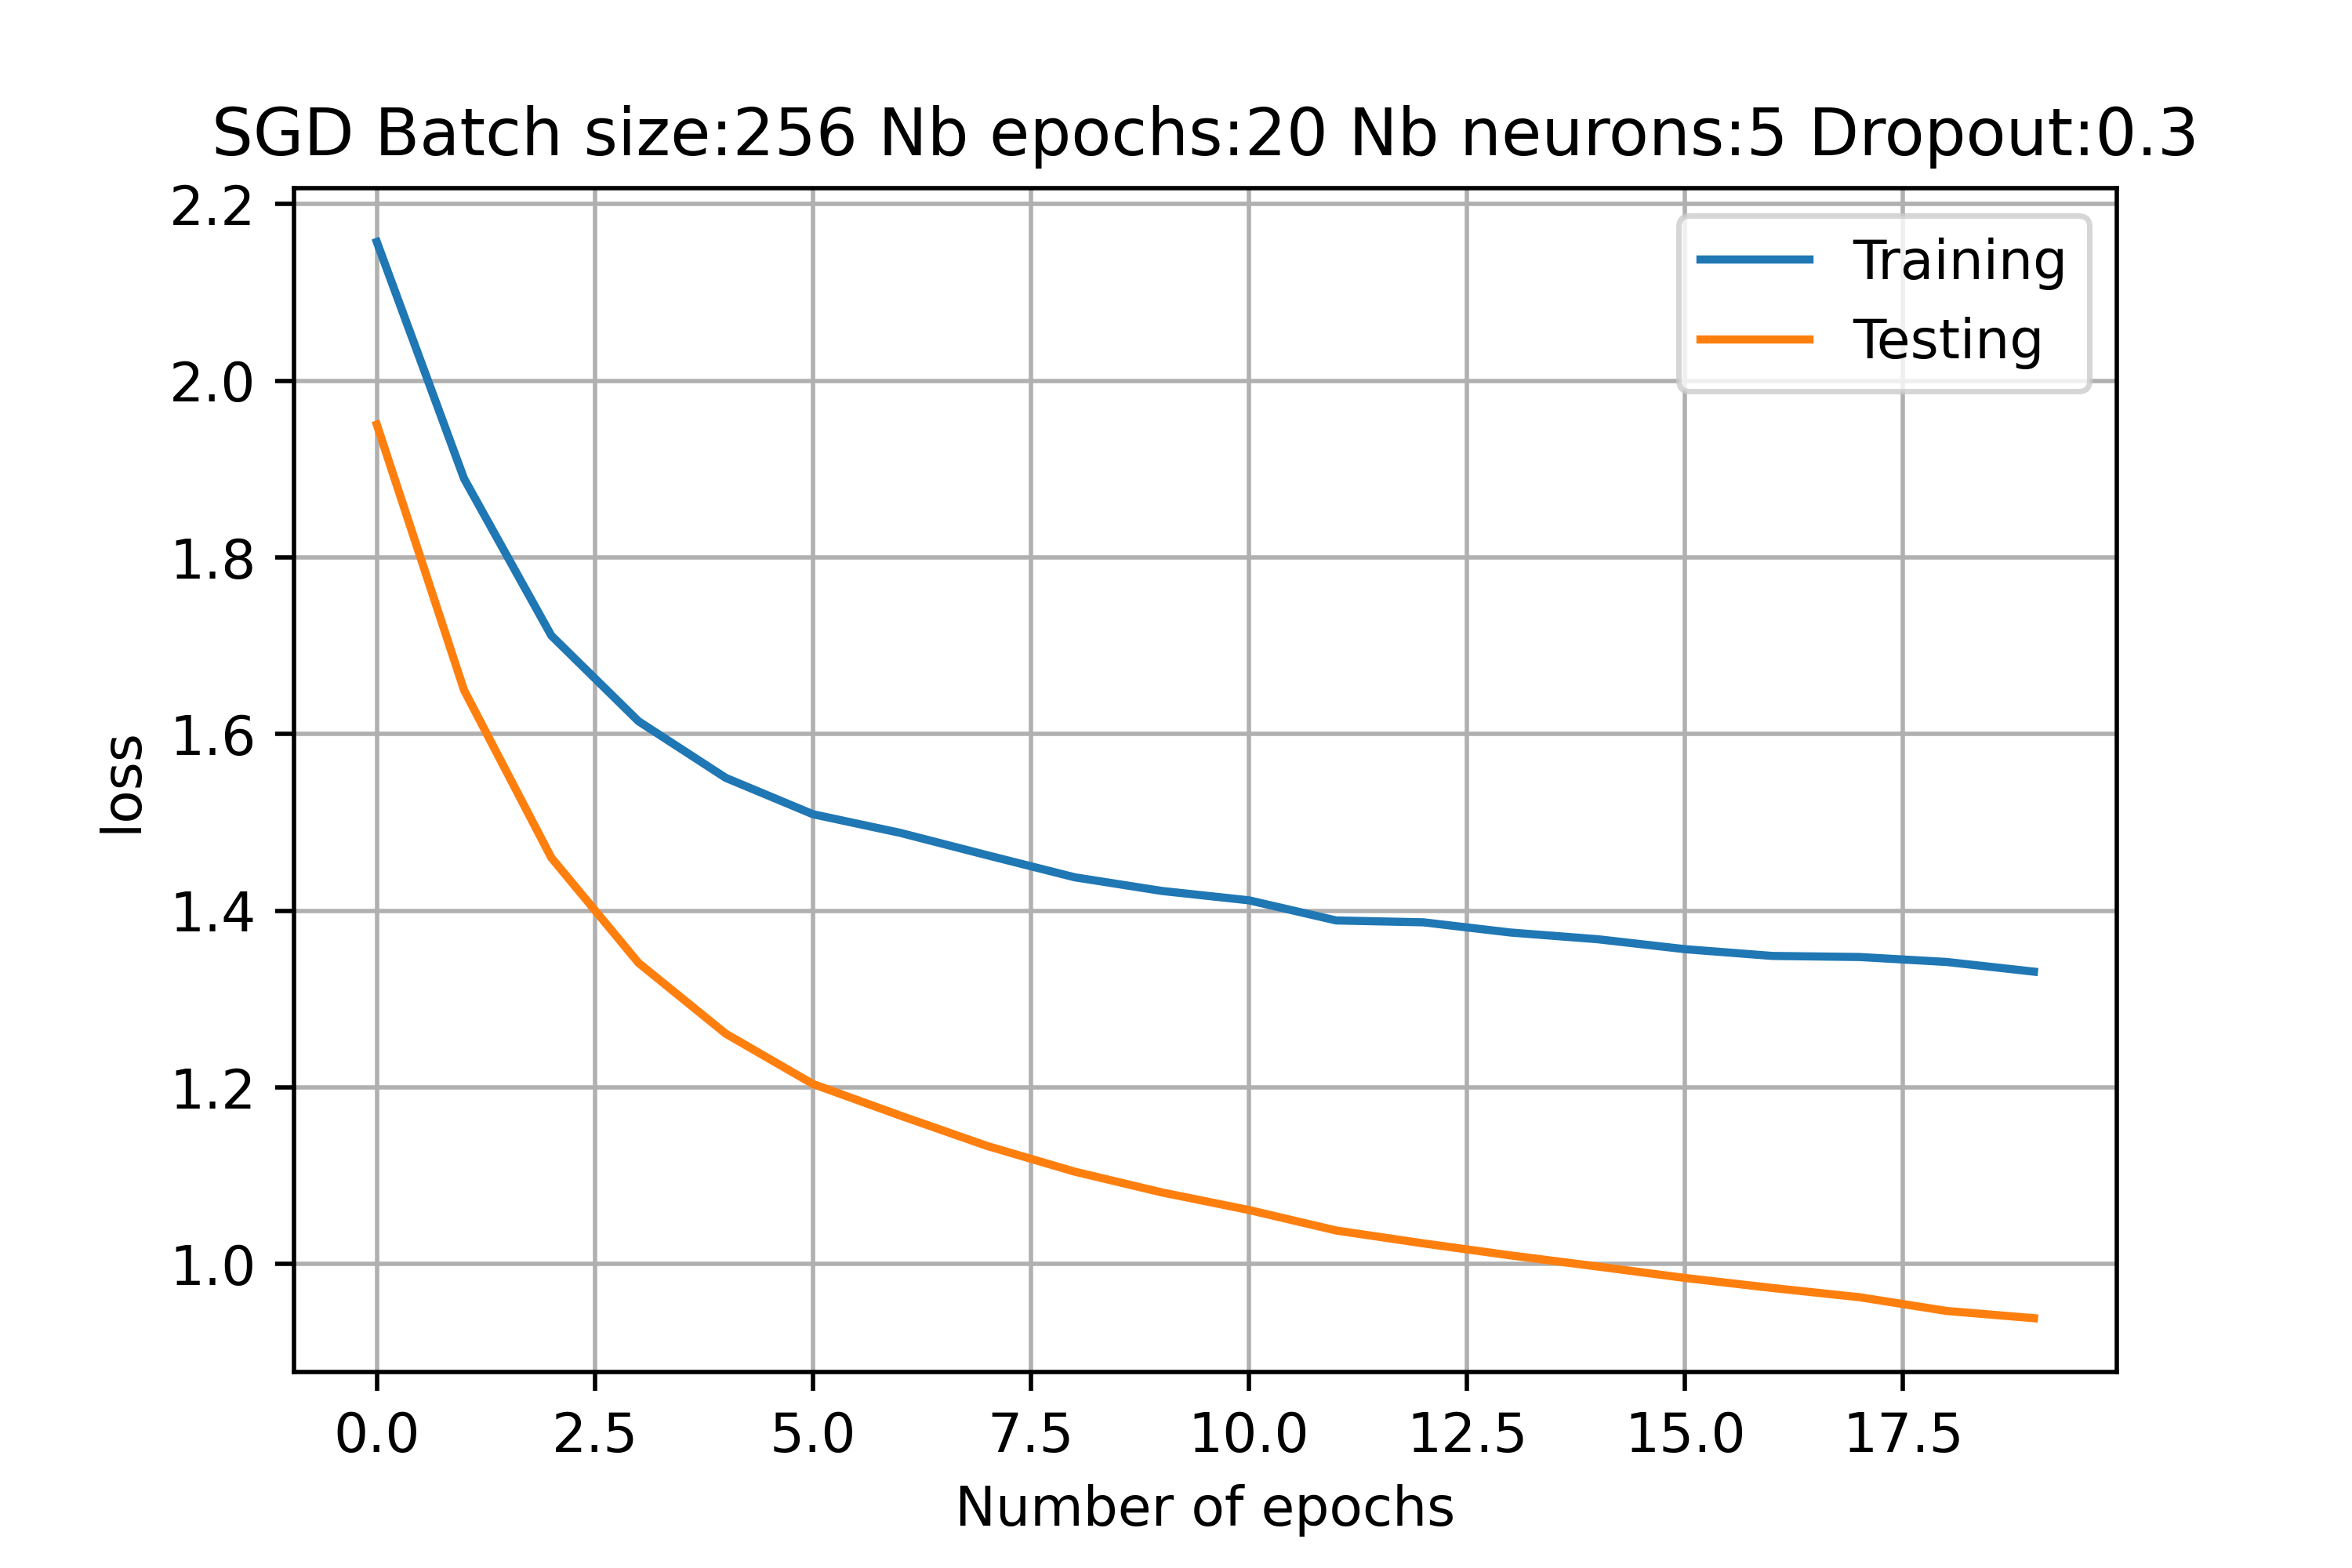 SGD Batch size:256 Nb epochs:20 Nb neurons:5 Dropout:0.3
2.2
2.0
1.8
1.6
1.4
1.2
1.0
loss
Training
Testing
0.0 2.5 5.0 7.5 10.0 12.5 15.0 17.5
Number of epochs